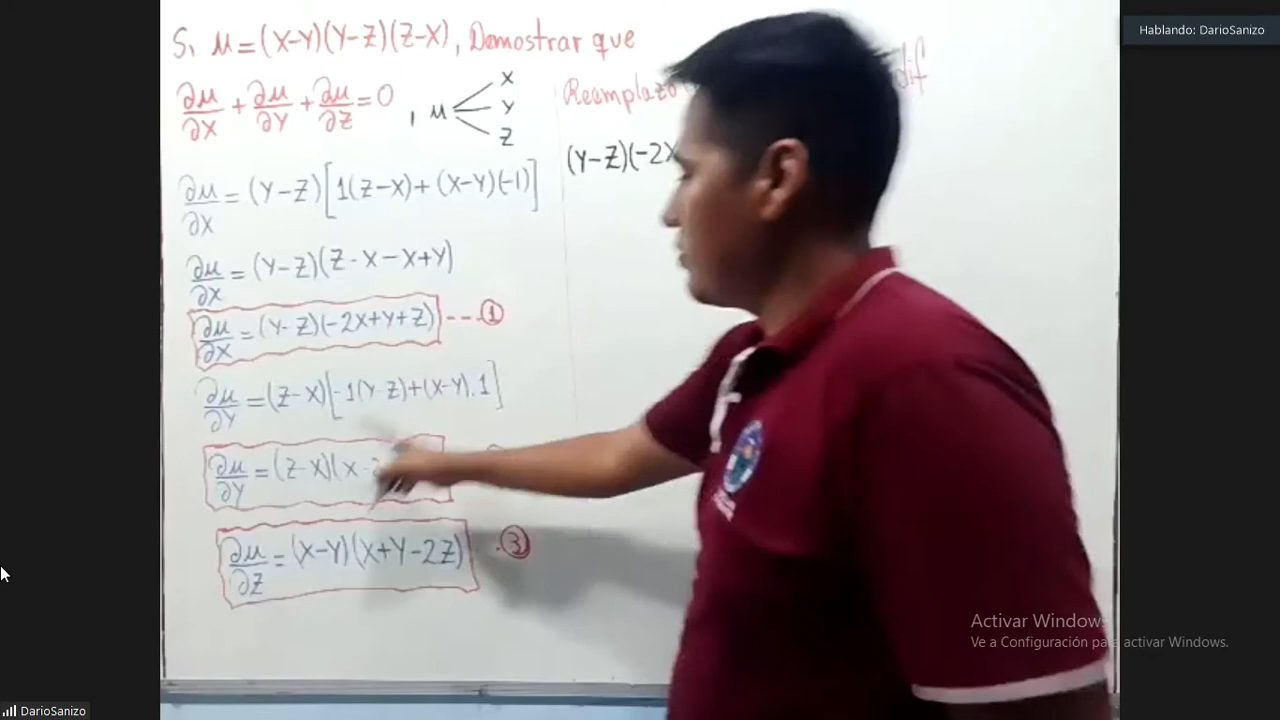 Hablando: DarioSanizo
Si μ=(X-Y)(Y-Z)(Z-X), Demostrar que
∂μ/∂X + ∂μ/∂Y + ∂μ/∂Z = 0 , μ < X Y Z
∂μ/∂X = (Y-Z)[1(Z-X)+(X-Y)(-1)]
∂μ/∂X = (Y-Z)(Z-X-X+Y)
∂μ/∂X = (Y-Z)(-2X+Y+Z) ---①
∂μ/∂Y = (Z-X)[-1(Y-Z)+(X-Y).1]
∂μ/∂Y = (Z-X)(X-
∂μ/∂Z = (X-Y)(X+Y-2Z) .③
Reemplazo dif
(Y-Z)(-2X
Activar Windows
Ve a Configuración para activar Windows.
DarioSanizo